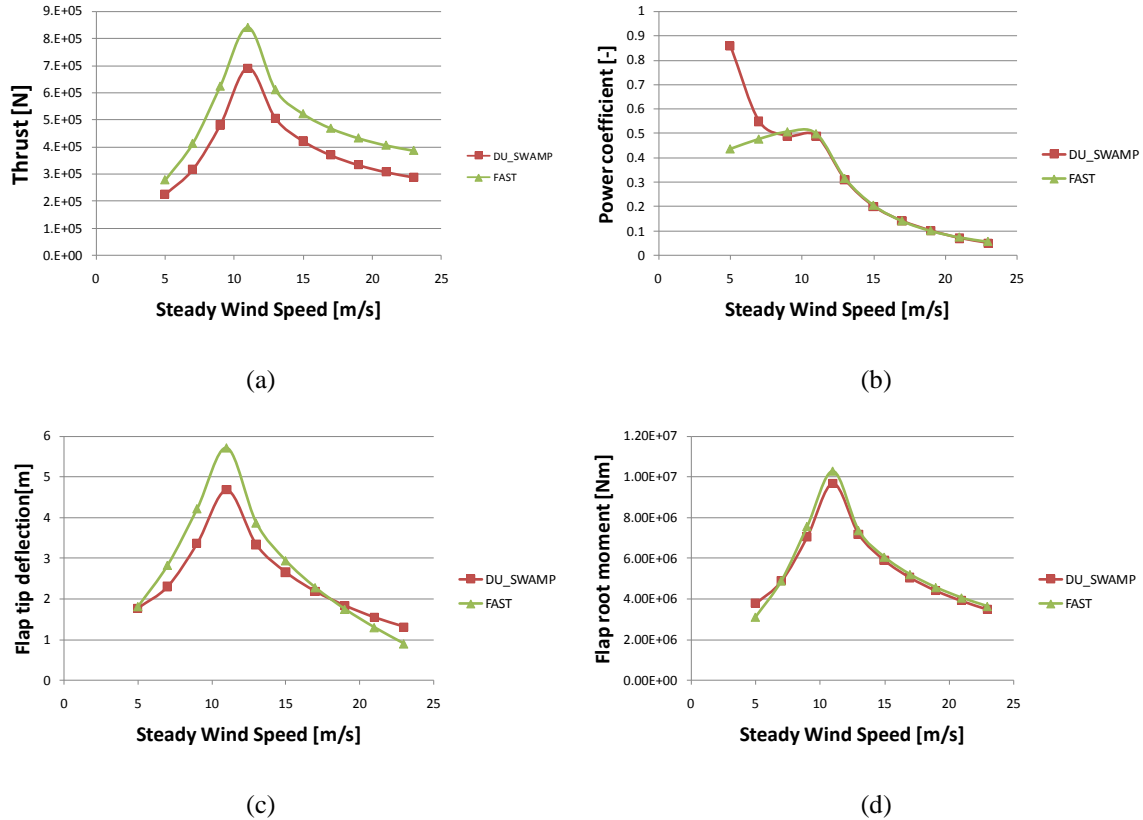 9.E+05
8.E+05
7.E+05
6.E+05
5.E+05
4.E+05
3.E+05
2.E+05
1.E+05
0.E+00
0 5 10 15 20 25
Thrust [N]
Steady Wind Speed [m/s]
DU_SWAMP
FAST
(a)
1
0.9
0.8
0.7
0.6
0.5
0.4
0.3
0.2
0.1
0
0 5 10 15 20 25
Power coefficient [-]
Steady Wind Speed [m/s]
DU_SWAMP
FAST
(b)
6
5
4
3
2
1
0
0 5 10 15 20 25
Flap tip deflection[m]
Steady Wind Speed [m/s]
DU_SWAMP
FAST
(c)
1.20E+07
1.00E+07
8.00E+06
6.00E+06
4.00E+06
2.00E+06
0.00E+00
0 5 10 15 20 25
Flap root moment [Nm]
Steady Wind Speed [m/s]
DU_SWAMP
FAST
(d)